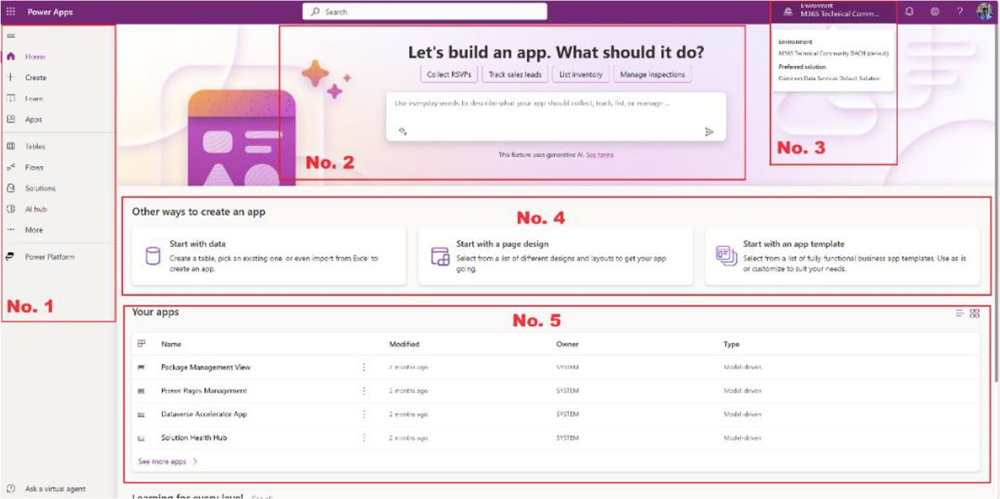 Power Apps
Search
Environment
M365 Technical Comm...
?
Home
Create
Learn
Apps
Tables
Flows
Solutions
AI hub
More
Power Platform
No. 1
Ask a virtual agent
Let's build an app. What should it do?
Collect RSVPs Track sales leads List inventory Manage inspections
Use everyday words to describe what your app should collect, track, list, or manage ...
This feature uses generative AI. See terms
No. 2
Environment
M365 Technical Community DACH (default)
Preferred solution
Common Data Services Default Solution
No. 3
Other ways to create an app
No. 4
Start with data
Create a table, pick an existing one, or even import from Excel to
create an app.
Start with a page design
Select from a list of different designs and layouts to get your app
going.
Start with an app template
Select from a list of fully-functional business app templates. Use as is
or customize to suit your needs.
Your apps
No. 5
Name Modified Owner Type
Package Management View 2 months ago SYSTEM Model-driven
Power Pages Management 2 months ago SYSTEM Model-driven
Dataverse Accelerator App 2 months ago SYSTEM Model-driven
Solution Health Hub 2 months ago SYSTEM Model-driven
See more apps
Learning for every level See all